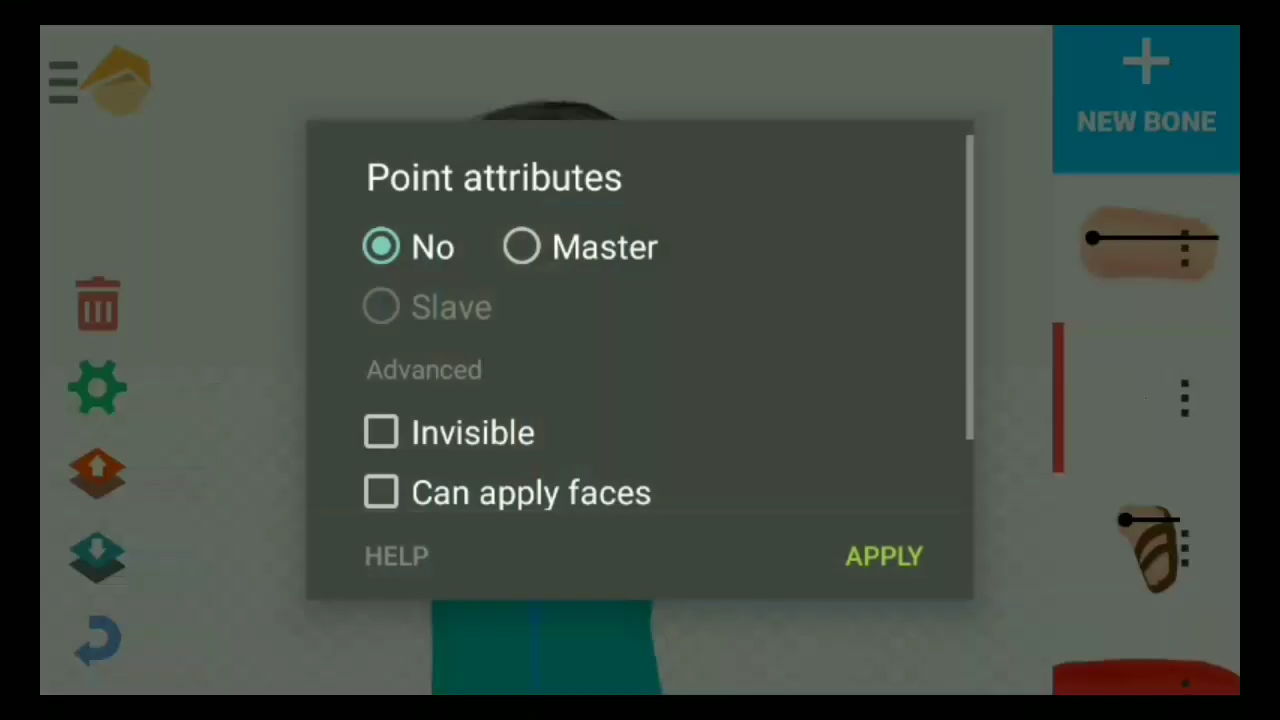 NEW BONE
Point attributes
No Master
Slave
Advanced
Invisible
Can apply faces
HELP APPLY